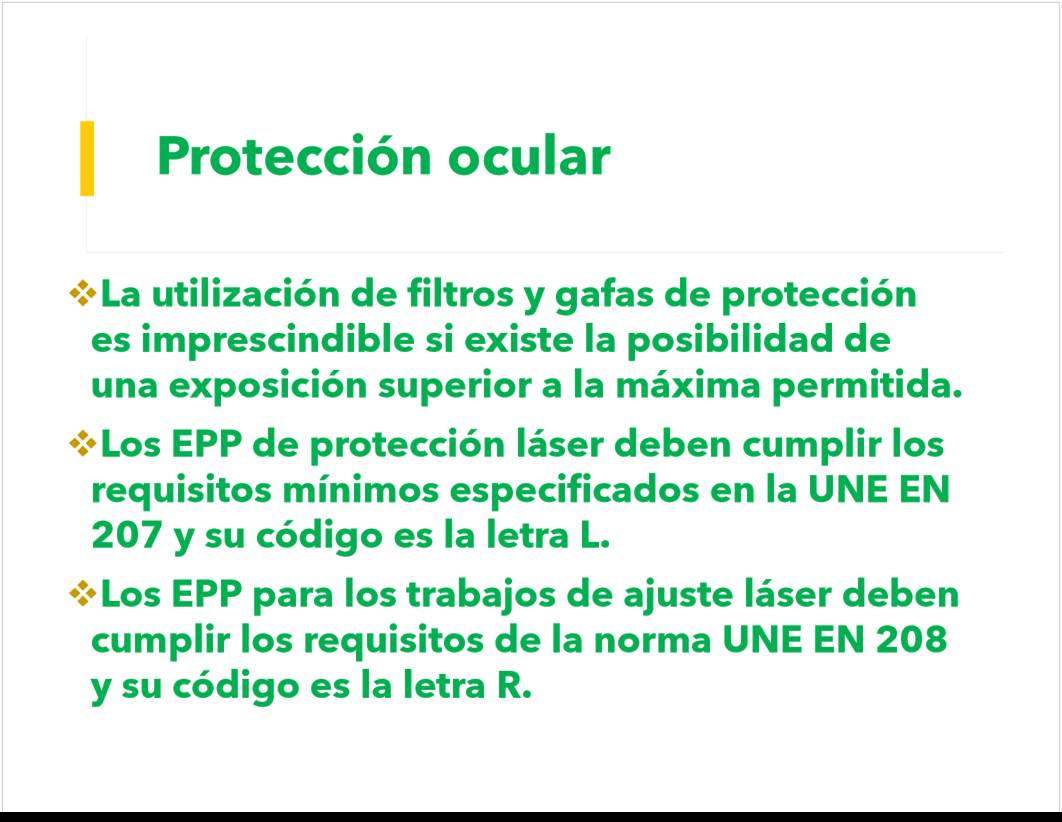 Protección ocular
❖La utilización de filtros y gafas de protección
es imprescindible si existe la posibilidad de
una exposición superior a la máxima permitida.
❖Los EPP de protección láser deben cumplir los
requisitos mínimos especificados en la UNE EN
207 y su código es la letra L.
❖Los EPP para los trabajos de ajuste láser deben
cumplir los requisitos de la norma UNE EN 208
y su código es la letra R.